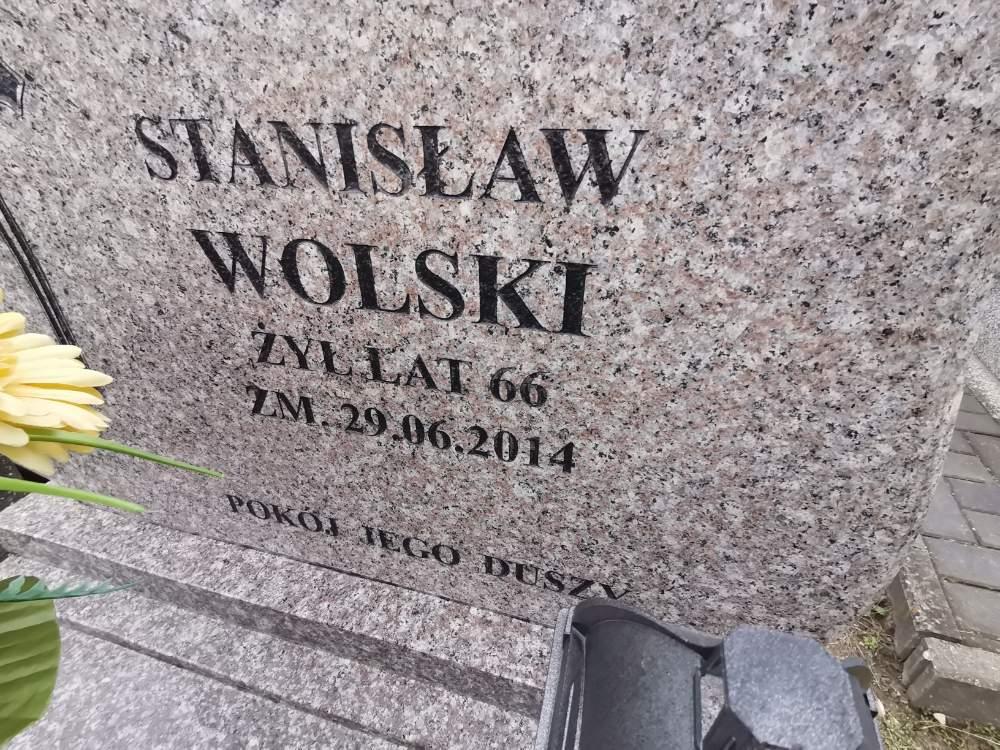 STANISŁAW
WOLSKI
ŻYŁ LAT 66
ZM. 29.06.2014
POKÓJ JEGO DUSZY